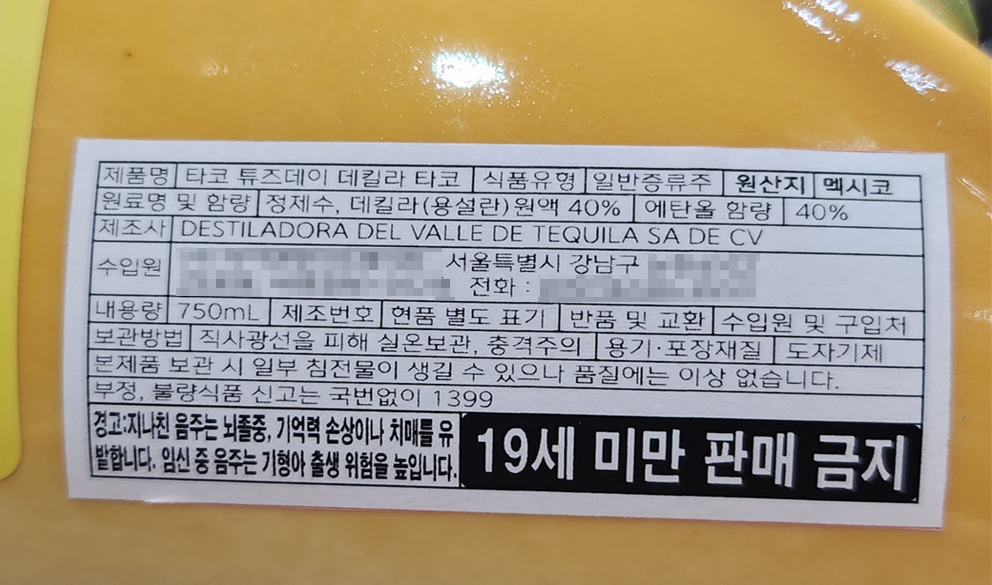 제품명 타코 튜즈데이 데킬라 타코 식품유형 일반증류주 원산지 멕시코
원료명 및 함량 정제수, 데킬라(용설란)원액 40% 에탄올 함량 40%
제조사 DESTILADORA DEL VALLE DE TEQUILA SA DE CV
수입원 서울특별시 강남구
전화 :
내용량 750mL 제조번호 현품 별도 표기 반품 및 교환 수입원 및 구입처
보관방법 직사광선을 피해 실온보관, 충격주의 용기·포장재질 도자기제
본제품 보관 시 일부 침전물이 생길 수 있으나 품질에는 이상 없습니다.
부정, 불량식품 신고는 국번없이 1399
경고:지나친 음주는 뇌졸중, 기억력 손상이나 치매를 유
발합니다. 임신 중 음주는 기형아 출생 위험을 높입니다.
19세 미만 판매 금지